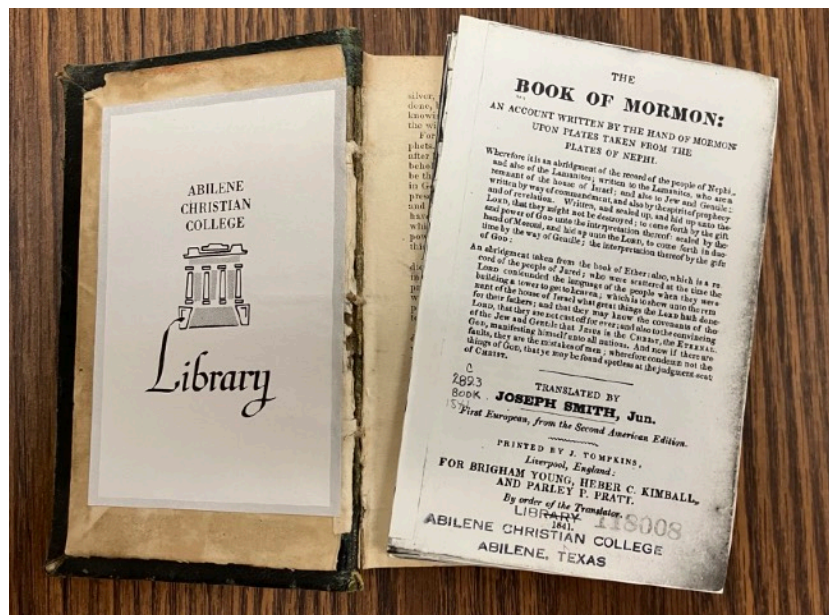 ABILENE
CHRISTIAN
COLLEGE
Library
silver,
done,
For
phets.
after
THE
BOOK OF MORMON:
AN ACCOUNT WRITTEN BY THE HAND OF MORMON
UPON PLATES TAKEN FROM THE
PLATES OF NEPHI.
Wherefore it is an abridgment of the record of the people of Nephi,
and also of the Lamanites; written to the Lamanites, who are a
remnant of the house of Israel; and also to Jew and Gentile:
written by way of commandment, and also by the spirit of prophecy
and of revelation. Written, and sealed up, and hid up unto the
LORD, that they might not be destroyed; to come forth by the gift
and power of GOD unto the interpretation thereof: sealed by the
hand of Moroni, and hid up unto the LORD, to come forth in due
time by the way of Gentile; the interpretation thereof by the gift
of GOD:
An abridgment taken from the book of Ether: also, which is a re-
cord of the people of Jared; who were scattered at the time the
LORD confounded the language of the people when they were
building a tower to get to heaven; which is to shew unto the rem-
nant of the house of Israel what great things the LORD hath done
for their fathers; and that they may know the covenants of the
LORD, that they are not cast off for ever; and also to the convincing
of the Jew and Gentile that JESUS is the CHRIST, the ETERNAL
GOD, manifesting himself unto all nations. And now if there are
faults, they are the mistakes of men; wherefore condemn not the
things of GOD, that ye may be found spotless at the judgment seat
of CHRIST.
C
2823
BOOK
TRANSLATED BY
JOSEPH SMITH, Jun.
First European, from the Second American Edition.
PRINTED BY J. TOMPKINS,
Liverpool, England:
FOR BRIGHAM YOUNG, HEBER C. KIMBALL,
AND PARLEY P. PRATT.
By order of the Translator.
LIBRARY 118008
1841.
ABILENE CHRISTIAN COLLEGE
ABILENE, TEXAS